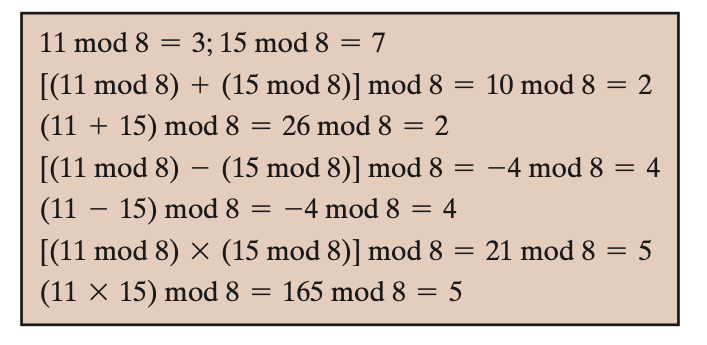 11 mod 8 = 3; 15 mod 8 = 7
[(11 mod 8) + (15 mod 8)] mod 8 = 10 mod 8 = 2
(11 + 15) mod 8 = 26 mod 8 = 2
[(11 mod 8) − (15 mod 8)] mod 8 = −4 mod 8 = 4
(11 − 15) mod 8 = −4 mod 8 = 4
[(11 mod 8) × (15 mod 8)] mod 8 = 21 mod 8 = 5
(11 × 15) mod 8 = 165 mod 8 = 5